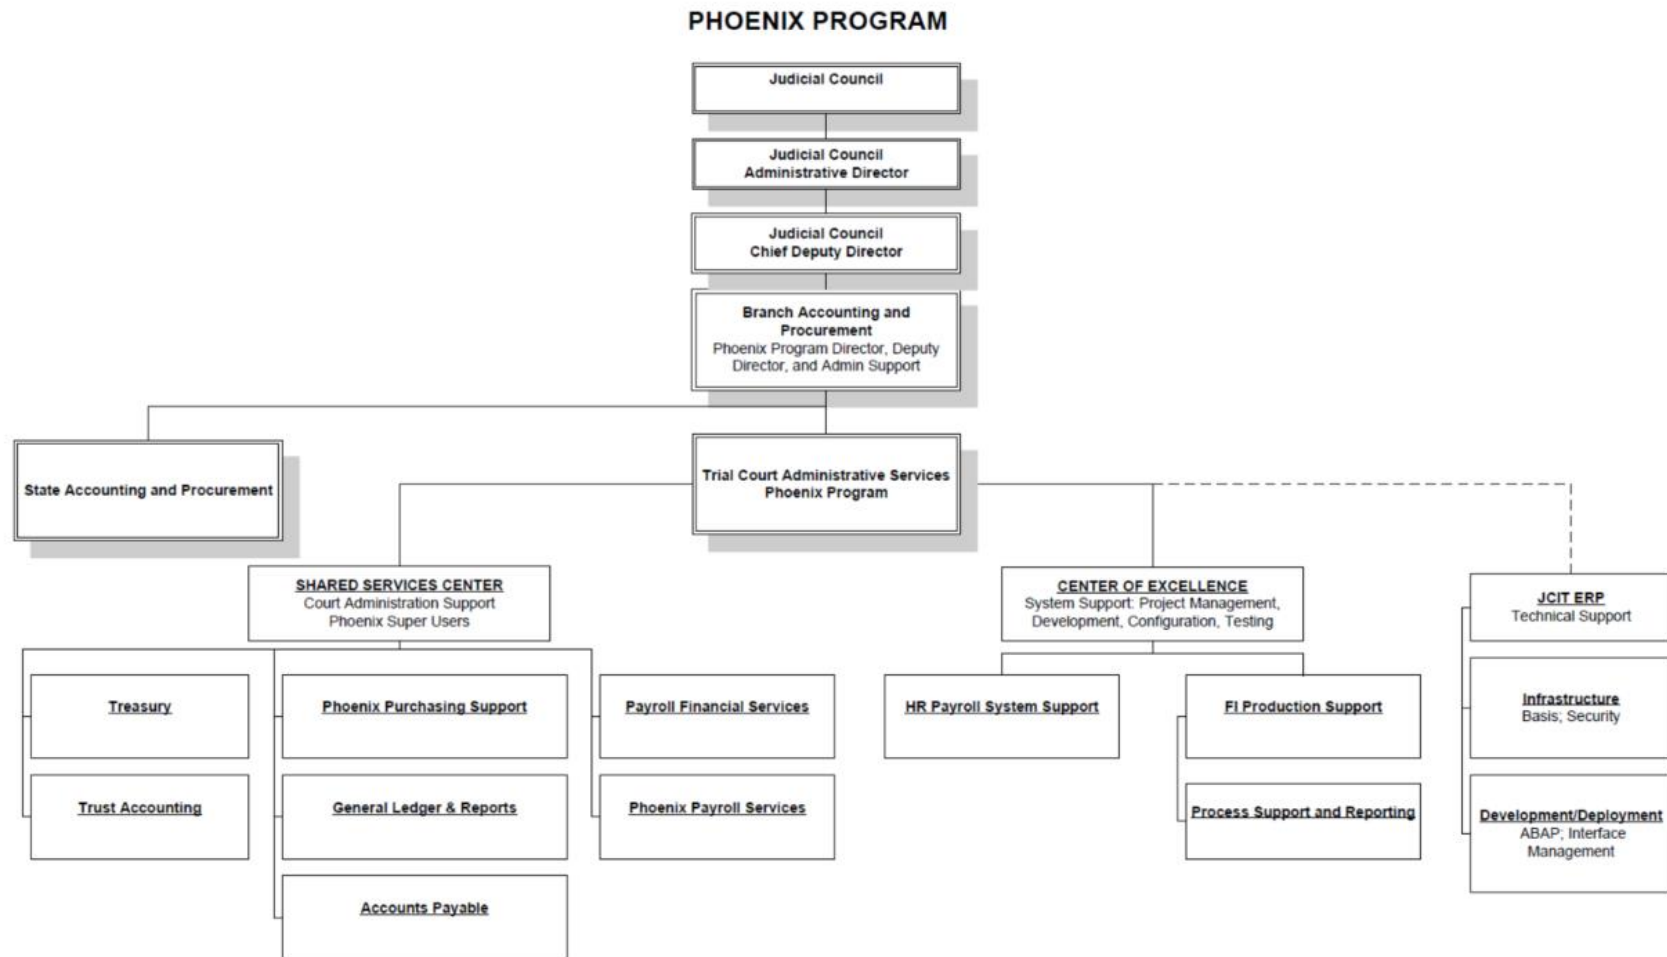 PHOENIX PROGRAM
Judicial Council
Judicial Council
Administrative Director
Judicial Council
Chief Deputy Director
Branch Accounting and
Procurement
Phoenix Program Director, Deputy
Director, and Admin Support
State Accounting and Procurement
Trial Court Administrative Services
Phoenix Program
SHARED SERVICES CENTER
Court Administration Support
Phoenix Super Users
CENTER OF EXCELLENCE
System Support: Project Management,
Development, Configuration, Testing
JCIT ERP
Technical Support
Treasury
Phoenix Purchasing Support
Payroll Financial Services
HR Payroll System Support
FI Production Support
Infrastructure
Basis; Security
Trust Accounting
General Ledger & Reports
Phoenix Payroll Services
Process Support and Reporting
Development/Deployment
ABAP; Interface
Management
Accounts Payable